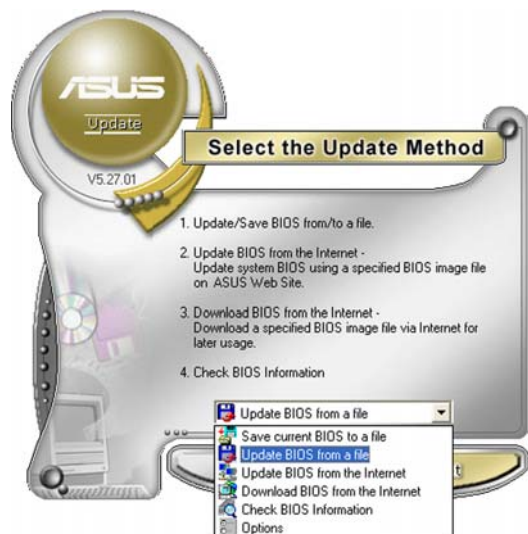 ASUS
Update
V5.27.01
Select the Update Method
1. Update/Save BIOS from/to a file.
2. Update BIOS from the Internet -
Update system BIOS using a specified BIOS image file
on ASUS Web Site.
3. Download BIOS from the Internet -
Download a specified BIOS image file via Internet for
later usage.
4. Check BIOS Information
Update BIOS from a file
Save current BIOS to a file
Update BIOS from a file
Update BIOS from the Internet
Download BIOS from the Internet
Check BIOS Information
Options